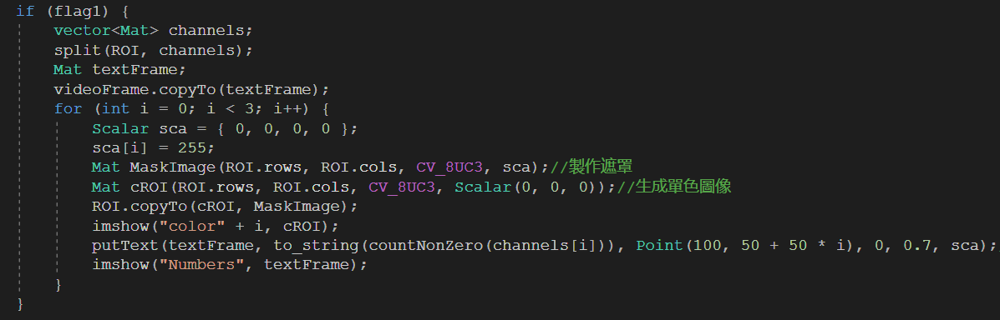 if (flag1) {
    vector<Mat> channels;
    split(ROI, channels);
    Mat textFrame;
    videoFrame.copyTo(textFrame);
    for (int i = 0; i < 3; i++) {
        Scalar sca = { 0, 0, 0, 0 };
        sca[i] = 255;
        Mat MaskImage(ROI.rows, ROI.cols, CV_8UC3, sca);//製作遮罩
        Mat cROI(ROI.rows, ROI.cols, CV_8UC3, Scalar(0, 0, 0));//生成單色圖像
        ROI.copyTo(cROI, MaskImage);
        imshow("color" + i, cROI);
        putText(textFrame, to_string(countNonZero(channels[i])), Point(100, 50 + 50 * i), 0, 0.7, sca);
        imshow("Numbers", textFrame);
    }
}